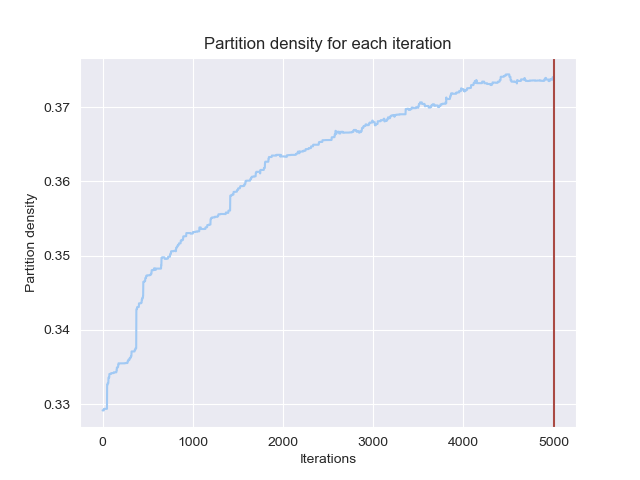 Partition density for each iteration
0.37
0.36
0.35
0.34
0.33
Partition density
0 1000 2000 3000 4000 5000
Iterations